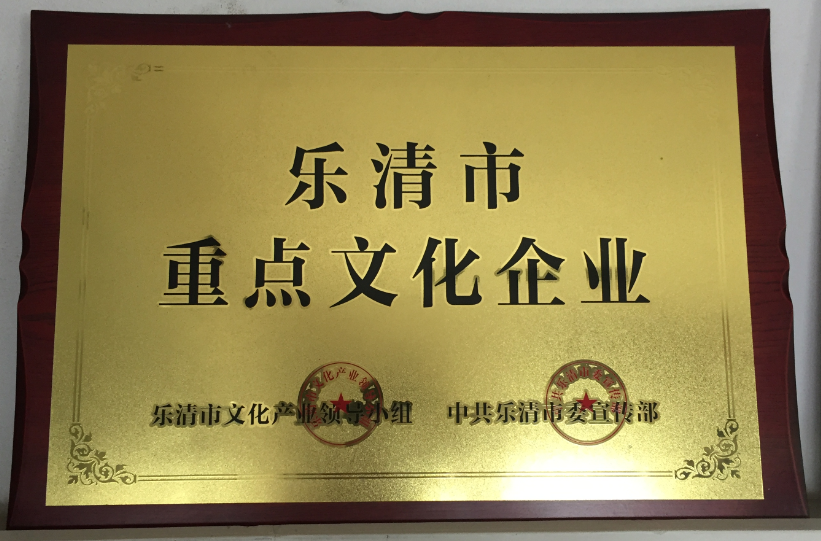 乐清市
重点文化企业
乐清市文化产业领导小组 中共乐清市委宣传部